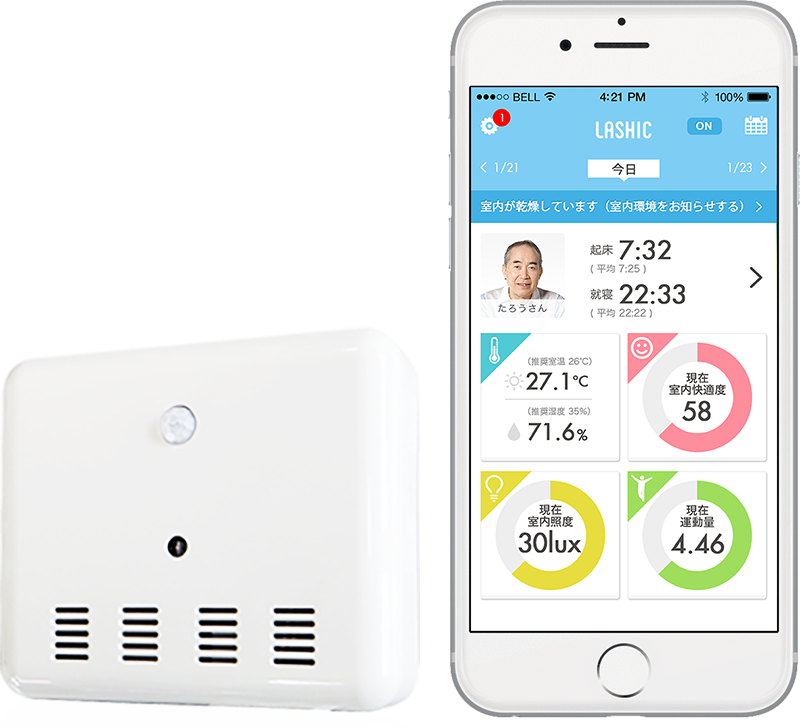 BELL
4:21 PM
100%
1
LASHIC
ON
1/21
今日
1/23
室内が乾燥しています（室内環境をお知らせする）
起床 7:32
( 平均 7:25 )
就寝 22:33
( 平均 22:22 )
たろうさん
（推奨室温 26℃）
27.1℃
（推奨湿度 35%）
71.6%
現在
室内快適度
58
現在
室内照度
30lux
現在
運動量
4.46